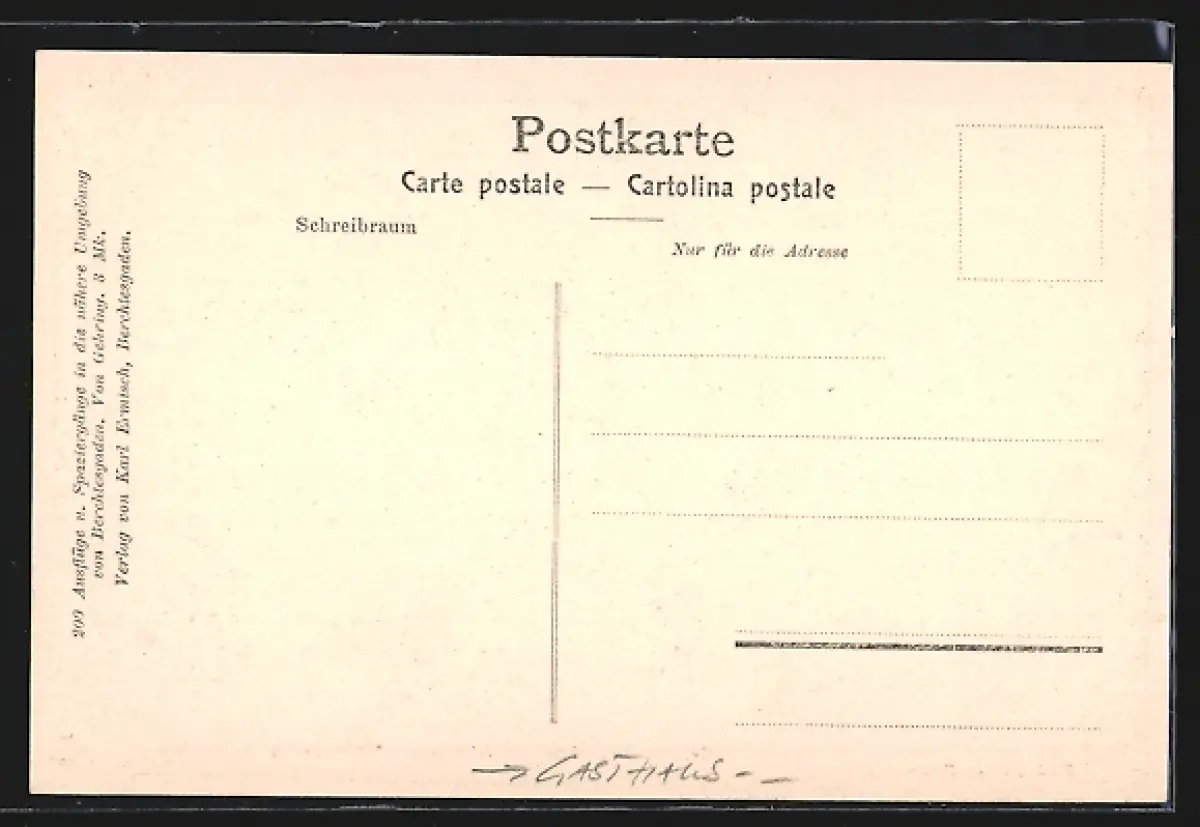 Postkarte
Carte postale — Cartolina postale
Schreibraum
Nur für die Adresse
200 Ausflüge u. Spaziergänge in die nähere Umgebung
von Berchtesgaden. Von Gehring. 3 Mk.
Verlag von Karl Ermisch, Berchtesgaden.
→ GASTHAUS - -